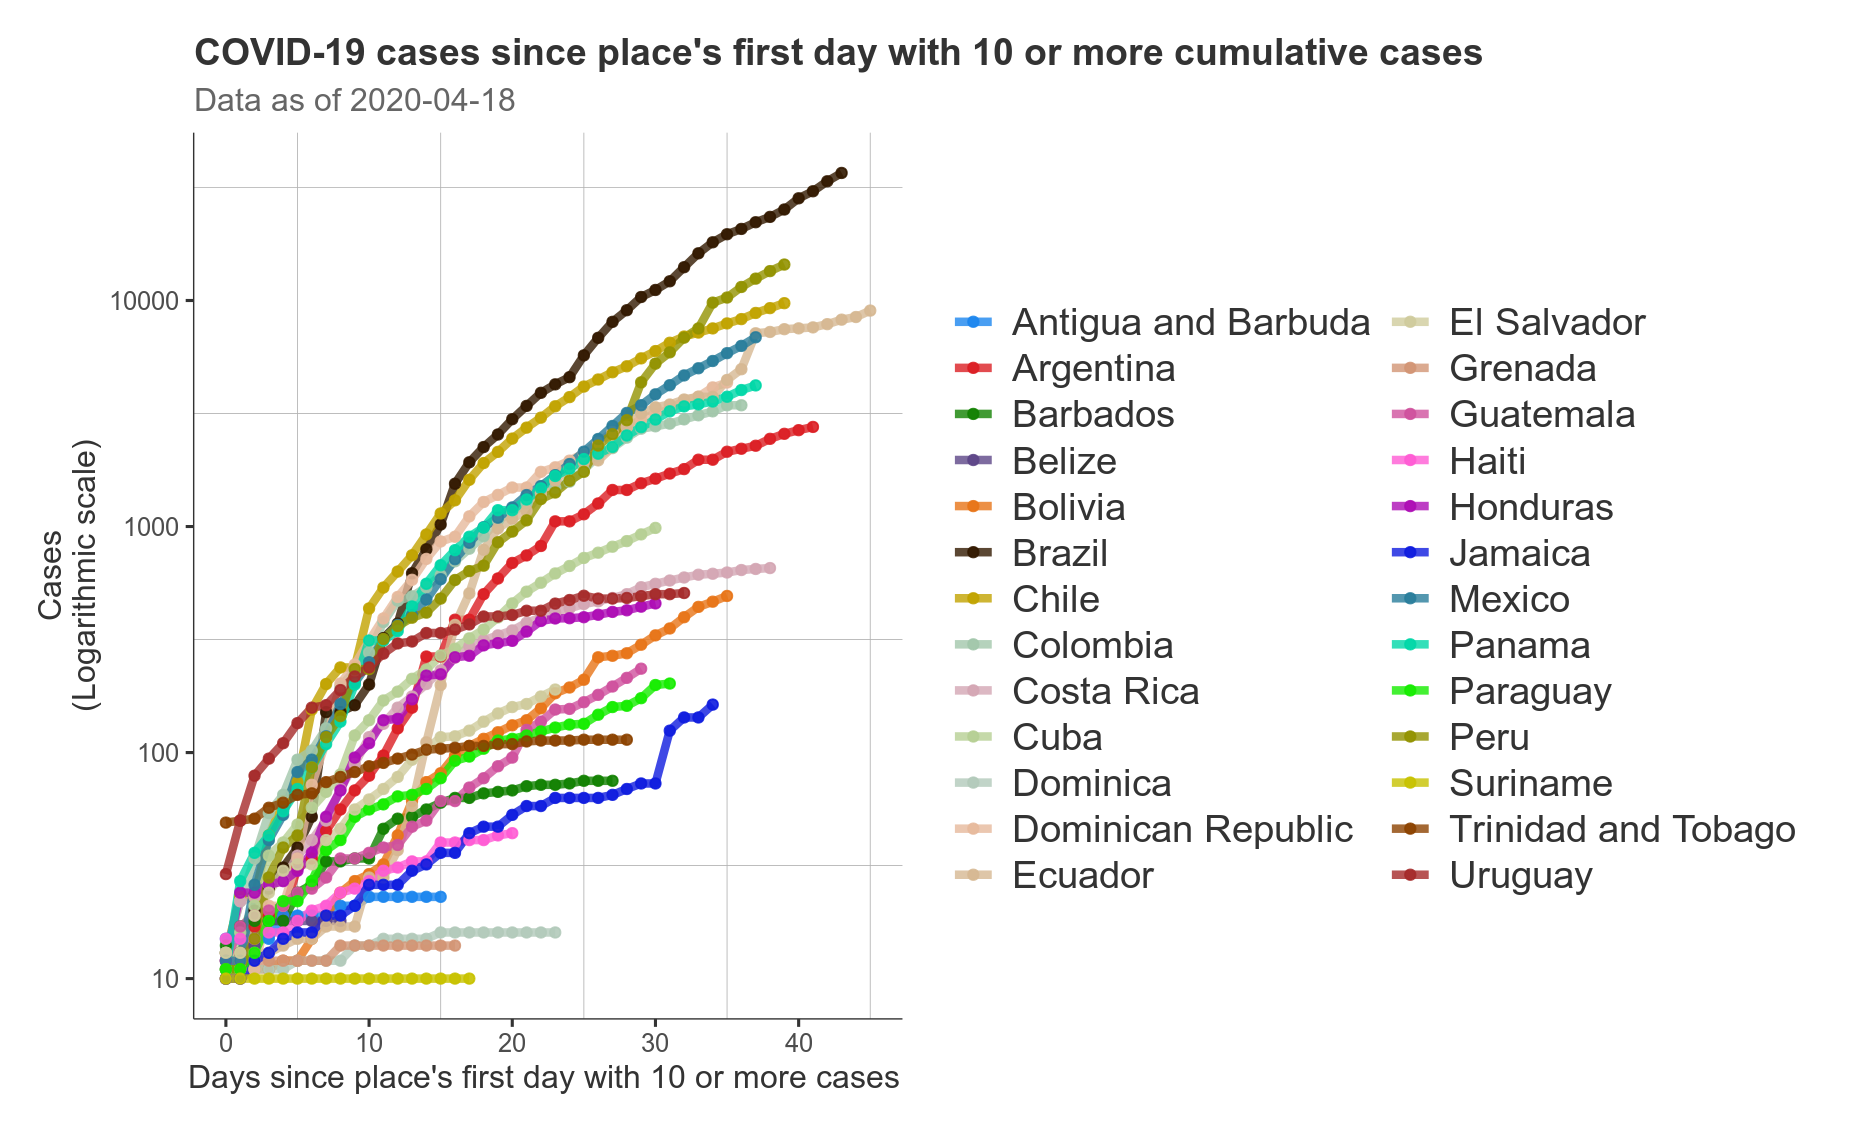 COVID-19 cases since place's first day with 10 or more cumulative cases
Data as of 2020-04-18
Cases
(Logarithmic scale)
10000
1000
100
10
0 10 20 30 40
Days since place's first day with 10 or more cases
Antigua and Barbuda
Argentina
Barbados
Belize
Bolivia
Brazil
Chile
Colombia
Costa Rica
Cuba
Dominica
Dominican Republic
Ecuador
El Salvador
Grenada
Guatemala
Haiti
Honduras
Jamaica
Mexico
Panama
Paraguay
Peru
Suriname
Trinidad and Tobago
Uruguay